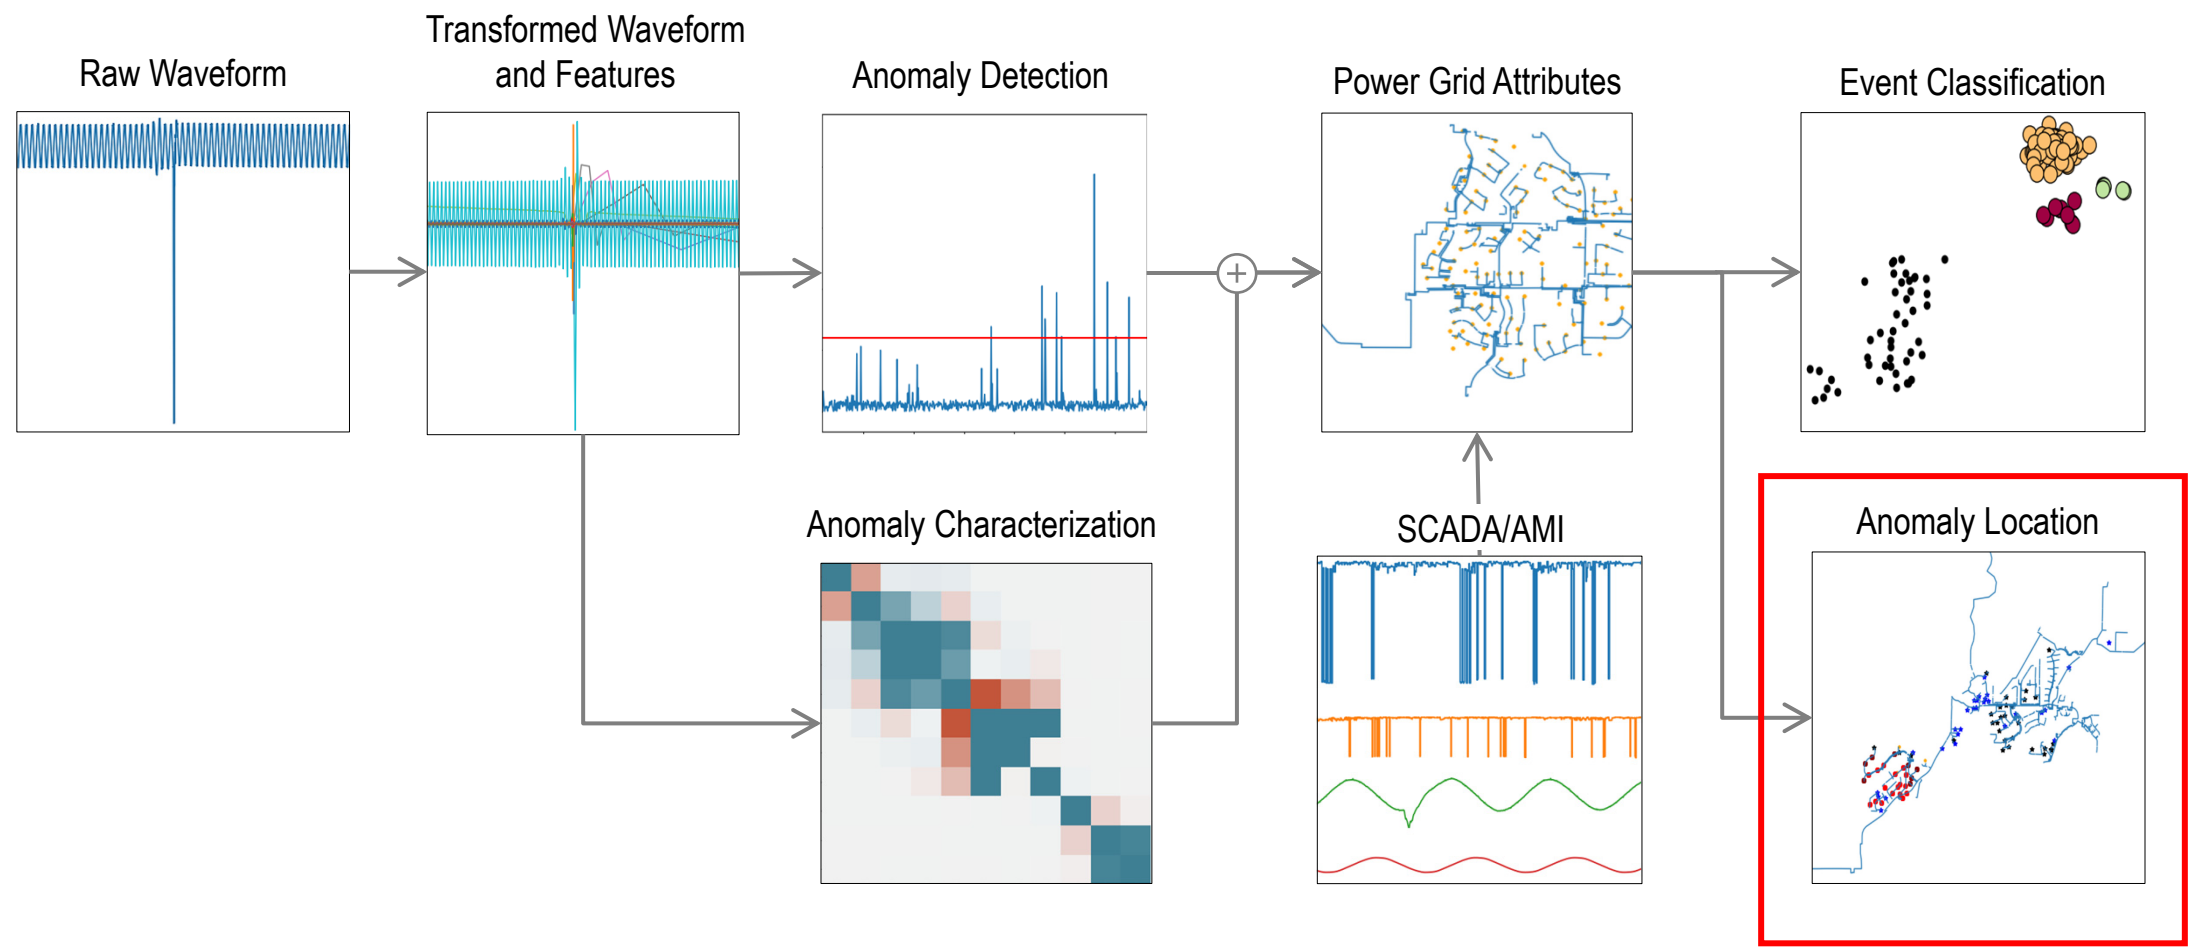 Raw Waveform
Transformed Waveform
and Features
Anomaly Detection
Power Grid Attributes
Event Classification
Anomaly Characterization
SCADA/AMI
Anomaly Location